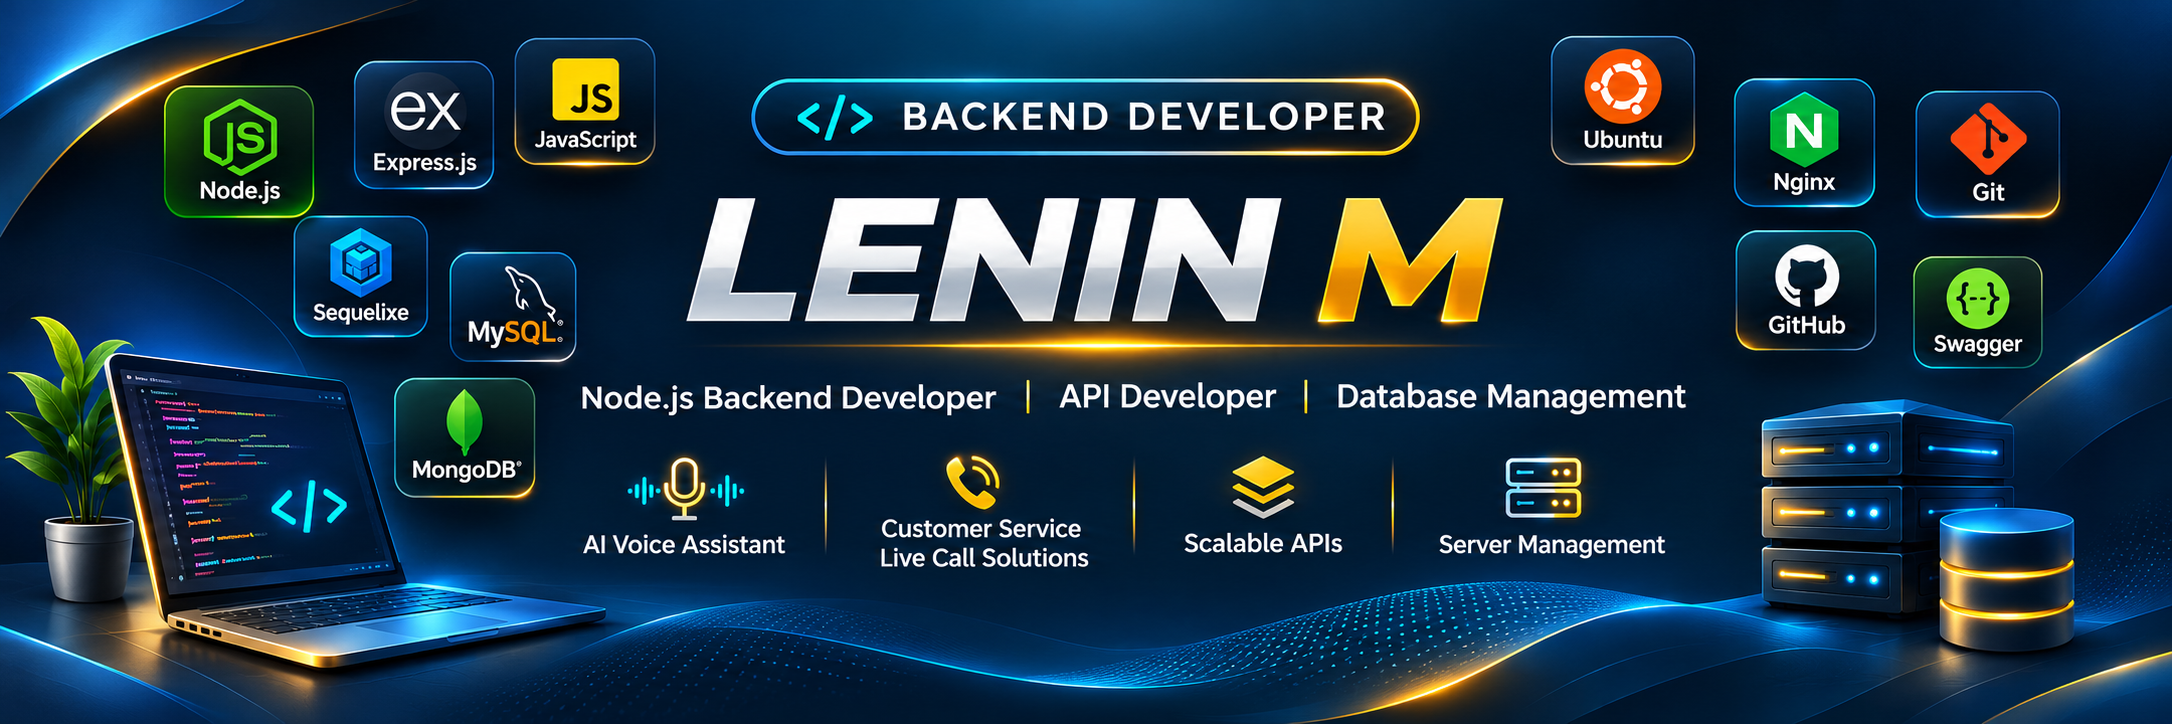 BACKEND DEVELOPER
LENIN M
Node.js Backend Developer | API Developer | Database Management
AI Voice Assistant
Customer Service
Live Call Solutions
Scalable APIs
Server Management
JS
Node.js
ex
Express.js
JS
JavaScript
Sequelixe
MySQL®
MongoDB®
</>
Ubuntu
N
Nginx
Git
GitHub
{··}
Swagger
</>